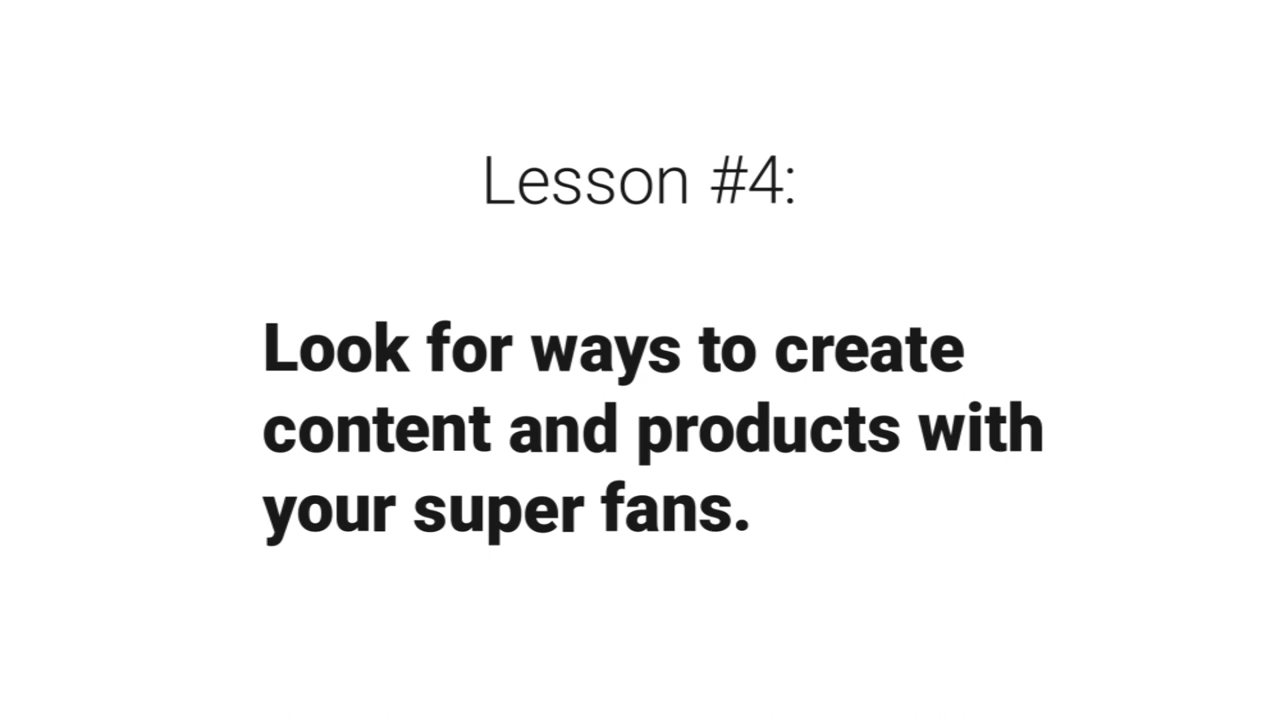 Lesson #4:
Look for ways to create
content and products with
your super fans.